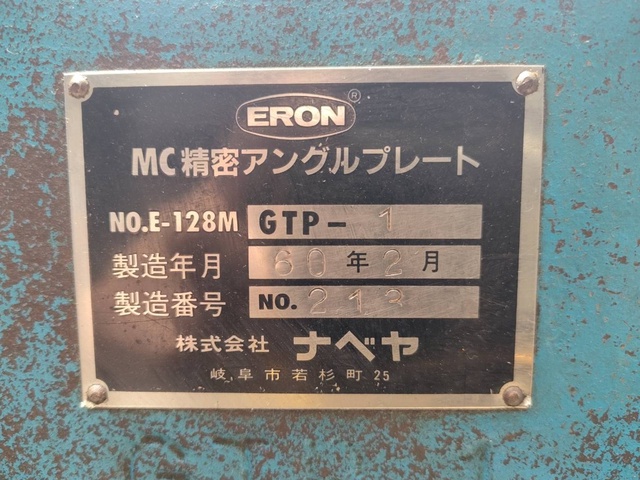 ERON®
MC精密アングルプレート
NO.E-128M GTP-1
製造年月 60年2月
製造番号 NO. 213
株式会社 ナベヤ
岐阜市若杉町25